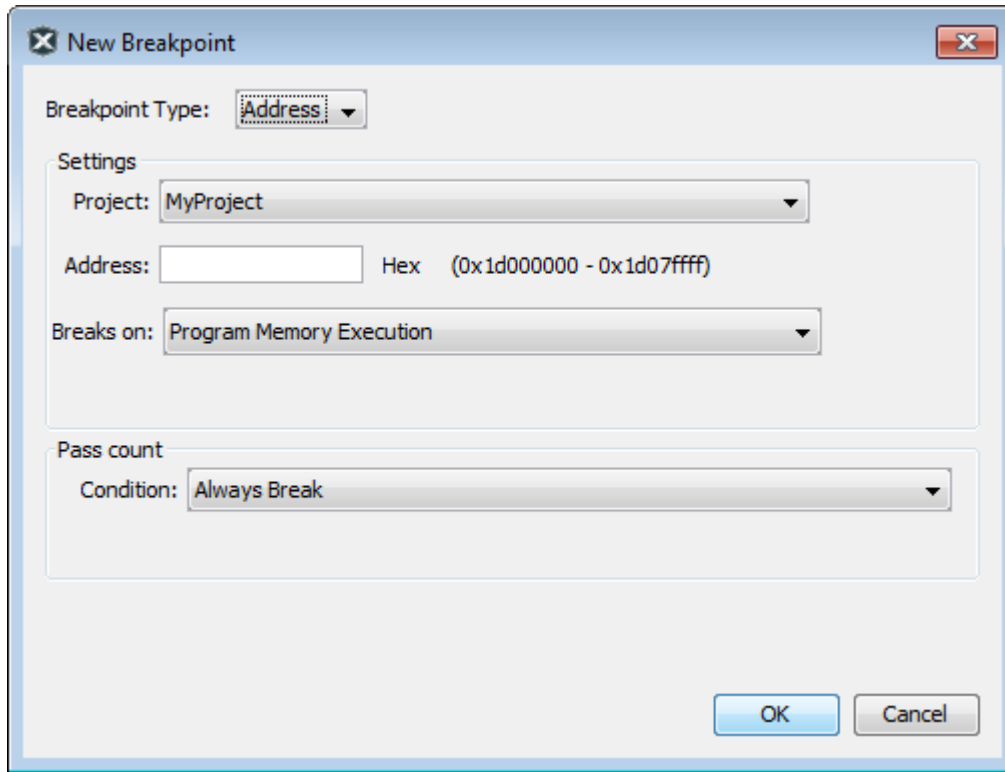 New Breakpoint
Breakpoint Type: Address
Settings
Project: MyProject
Address: Hex (0x1d000000 - 0x1d07ffff)
Breaks on: Program Memory Execution
Pass count
Condition: Always Break
OK Cancel